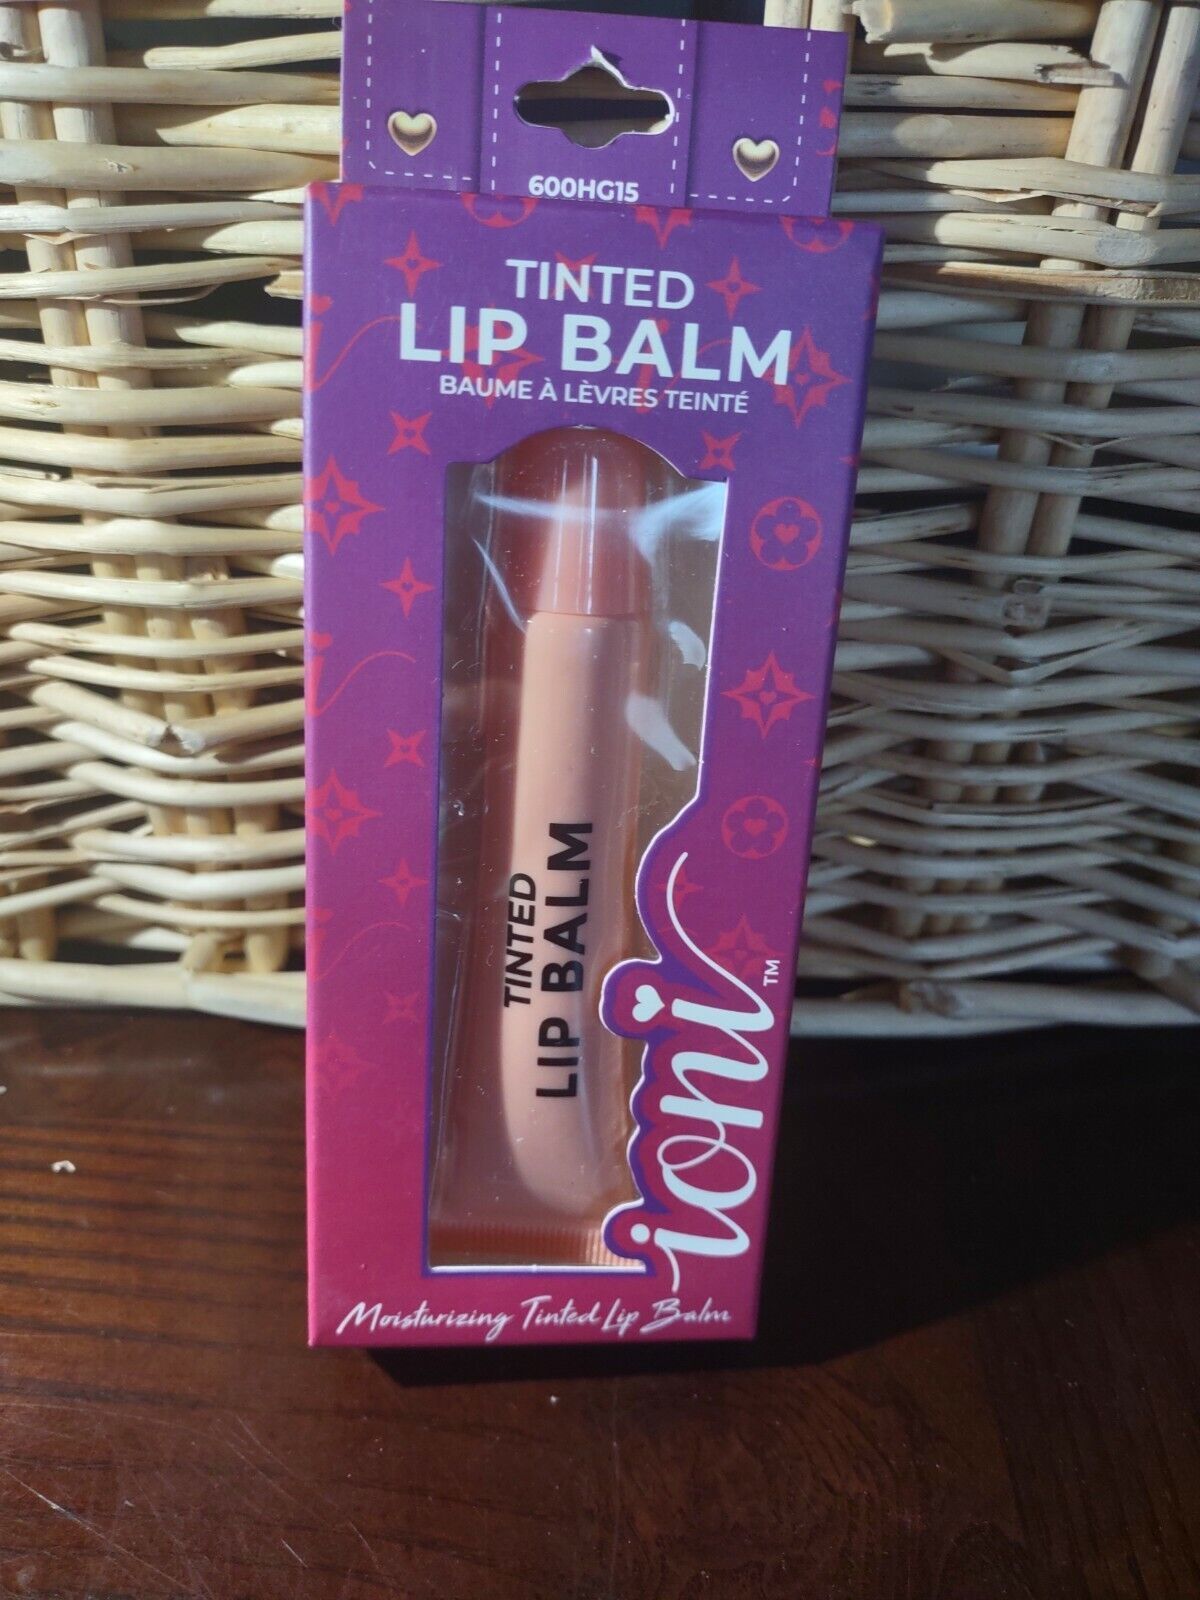 600HG15
TINTED
LIP BALM
BAUME À LÈVRES TEINTÉ
TINTED
LIP BALM
ioni™
Moisturizing Tinted Lip Balm